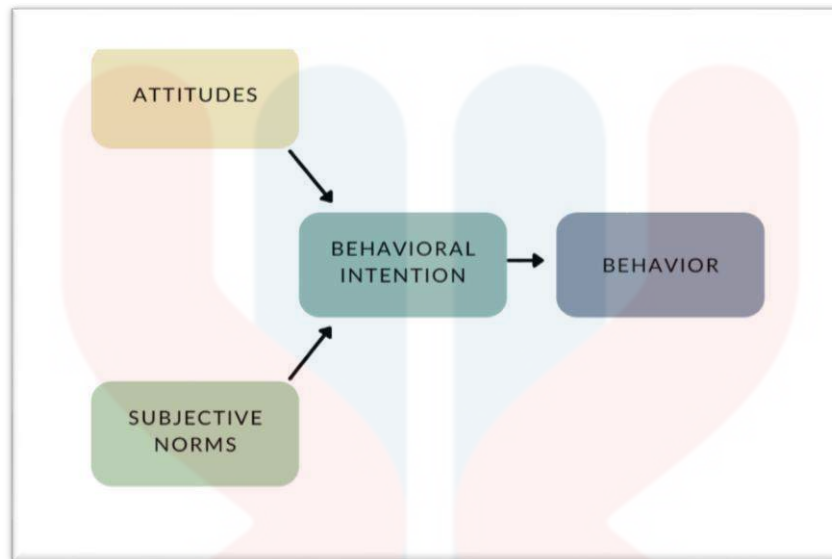 ATTITUDES
BEHAVIORAL
INTENTION
BEHAVIOR
SUBJECTIVE
NORMS